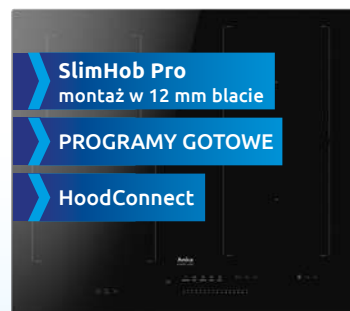 SlimHob Pro
montaż w 12 mm blacie
PROGRAMY GOTOWE
HoodConnect
Amica